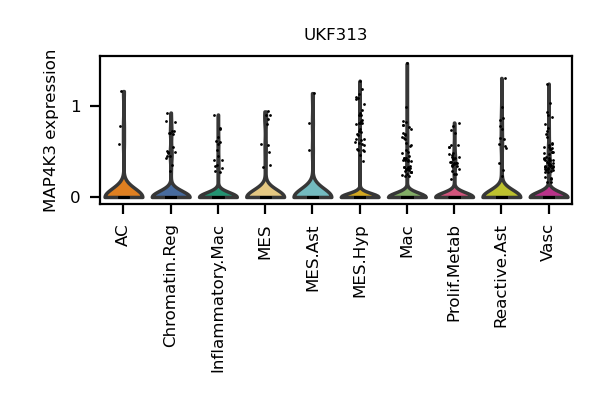 UKF313
MAP4K3 expression
1
0
AC
Chromatin.Reg
Inflammatory.Mac
MES
MES.Ast
MES.Hyp
Mac
Prolif.Metab
Reactive.Ast
Vasc